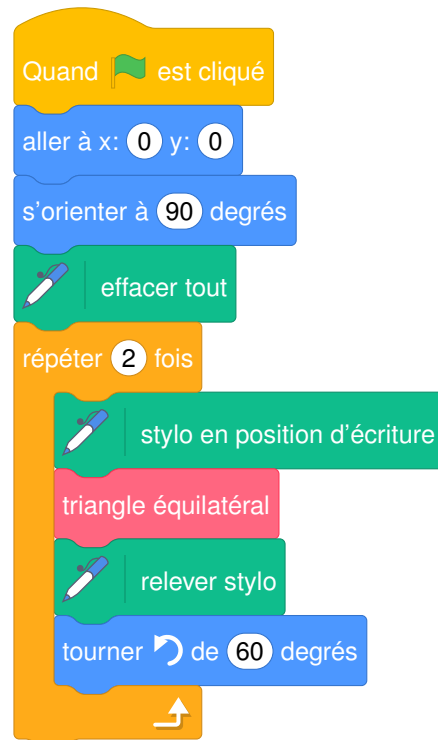 Quand est cliqué
aller à x: 0 y: 0
s'orienter à 90 degrés
effacer tout
répéter 2 fois
stylo en position d'écriture
triangle équilatéral
relever stylo
tourner de 60 degrés